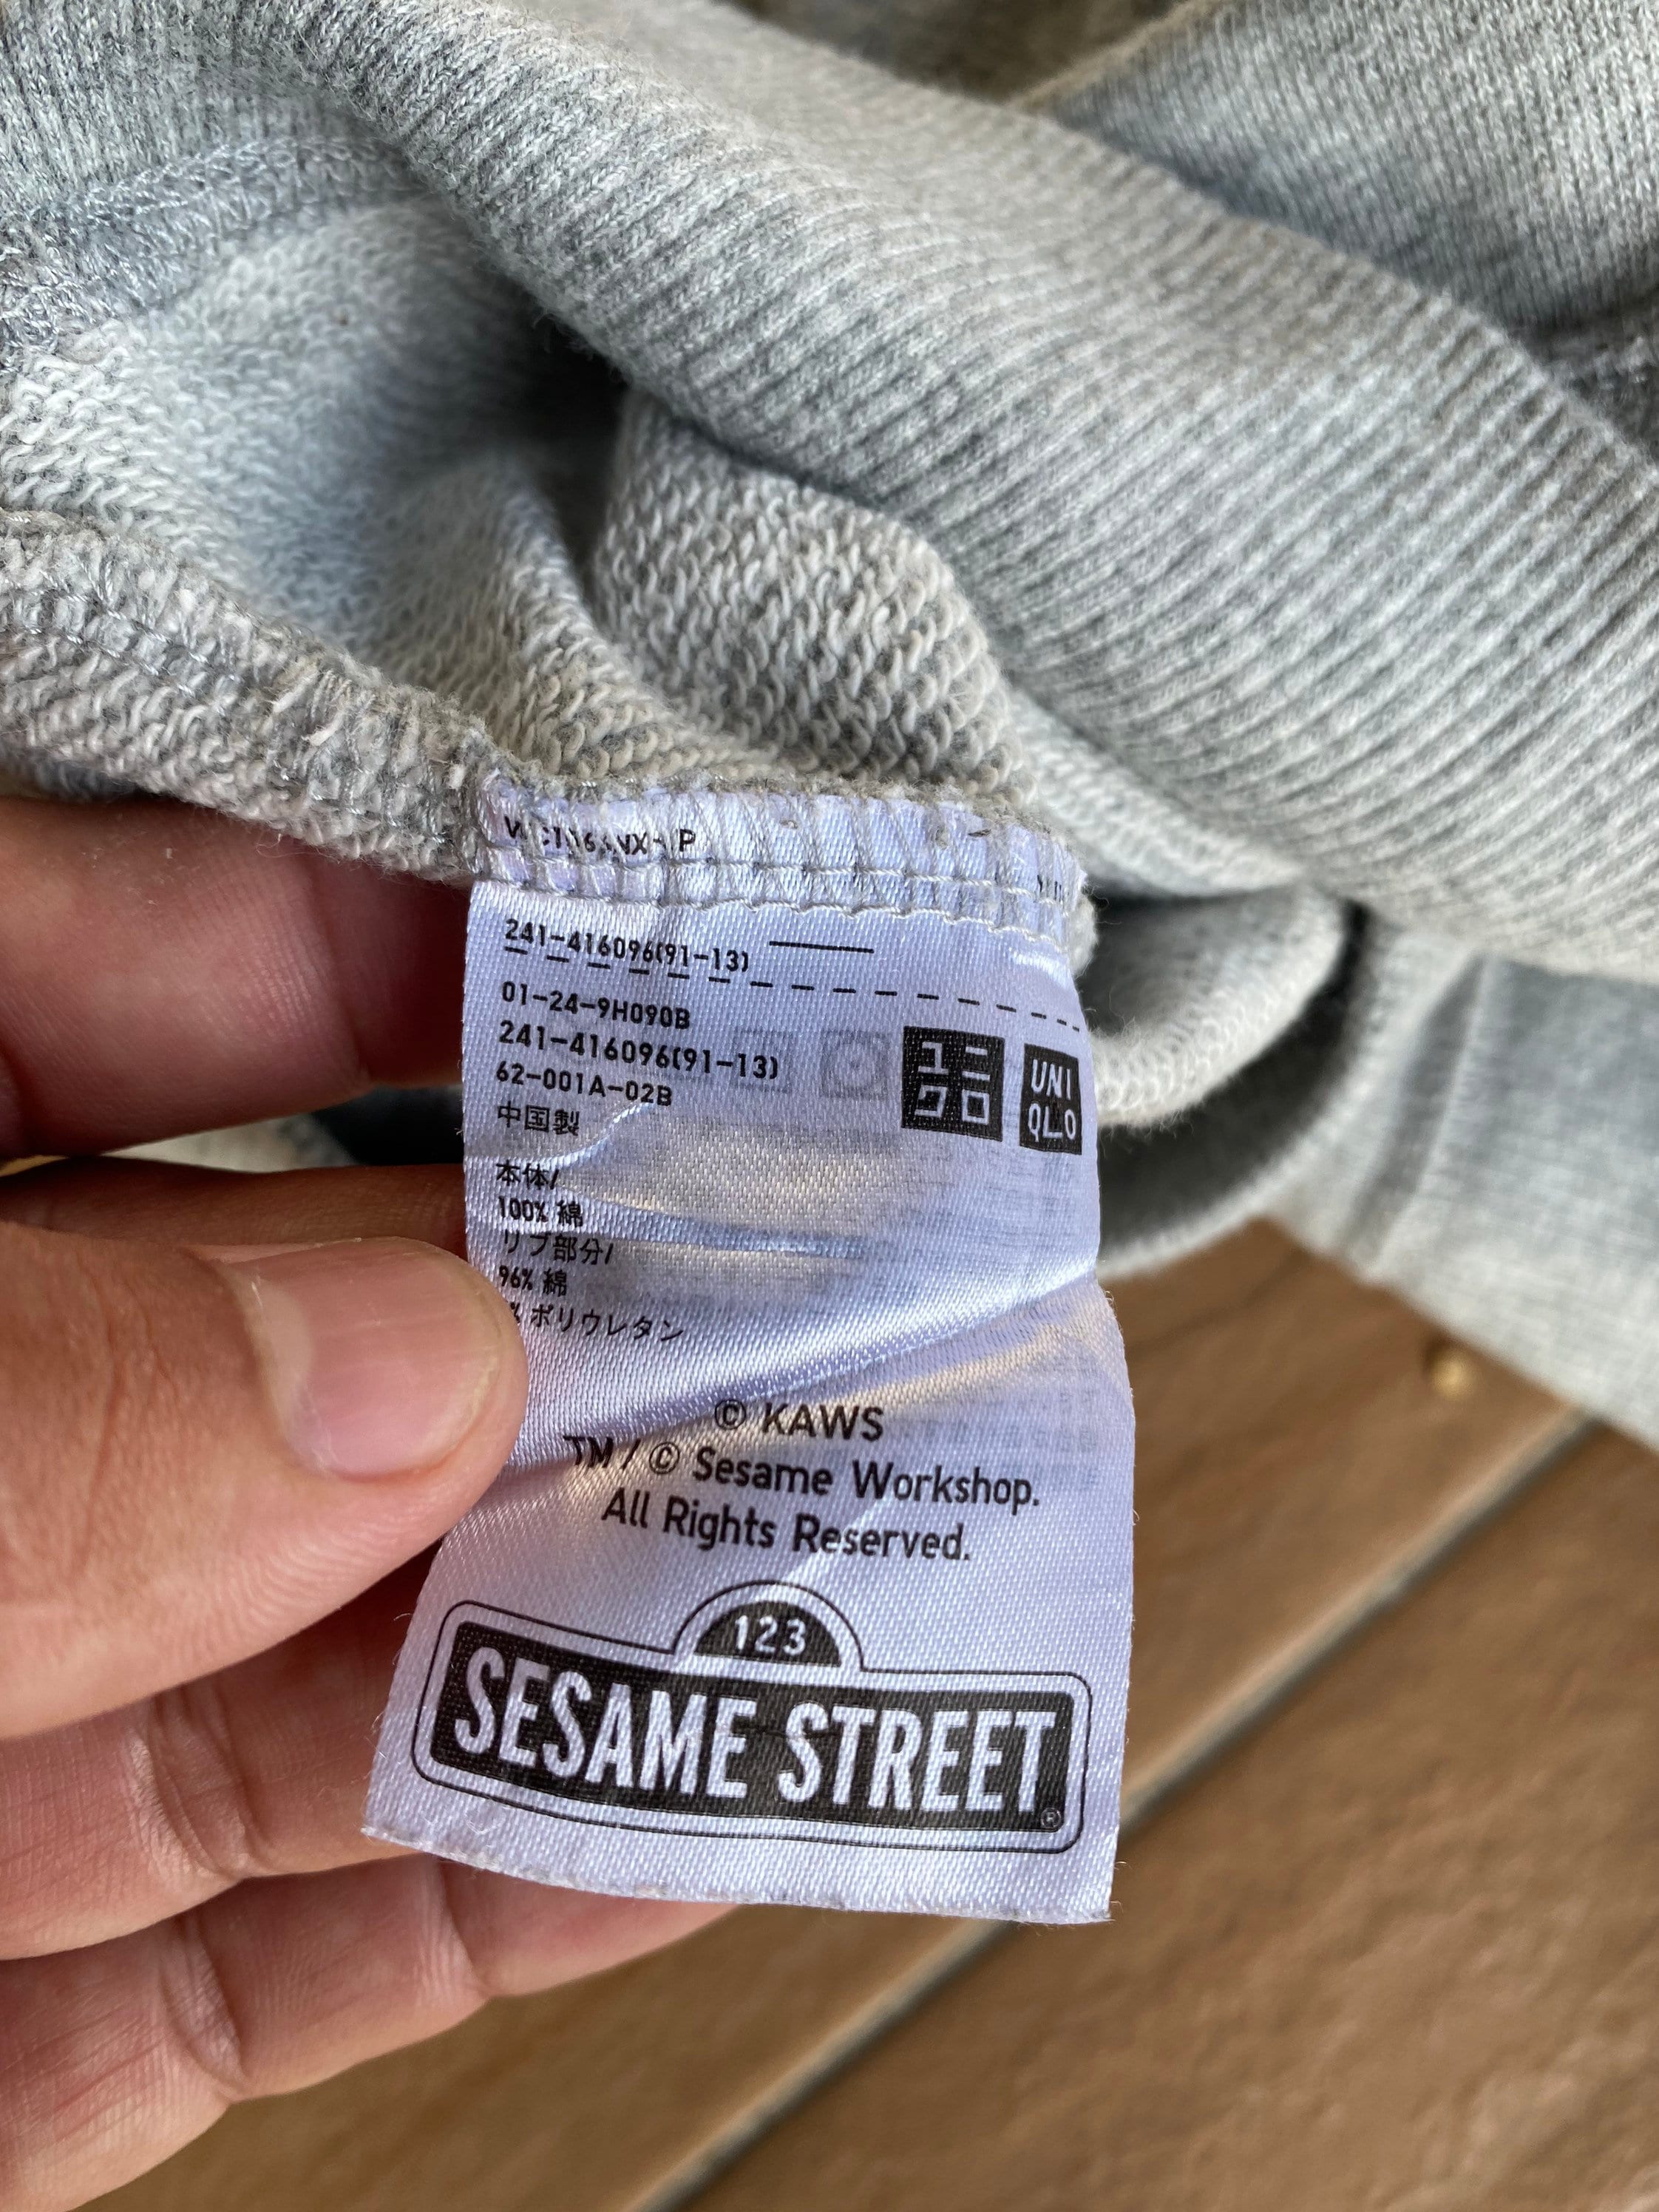 241-416096(91-13)
01-24-9H090B
241-416096(91-13)
62-001A-02B
中国製
ユニクロ
UNIQLO
本体/
100% 綿
リブ部分/
96% 綿
% ポリウレタン
© KAWS
TM / © Sesame Workshop.
All Rights Reserved.
123
SESAME STREET®